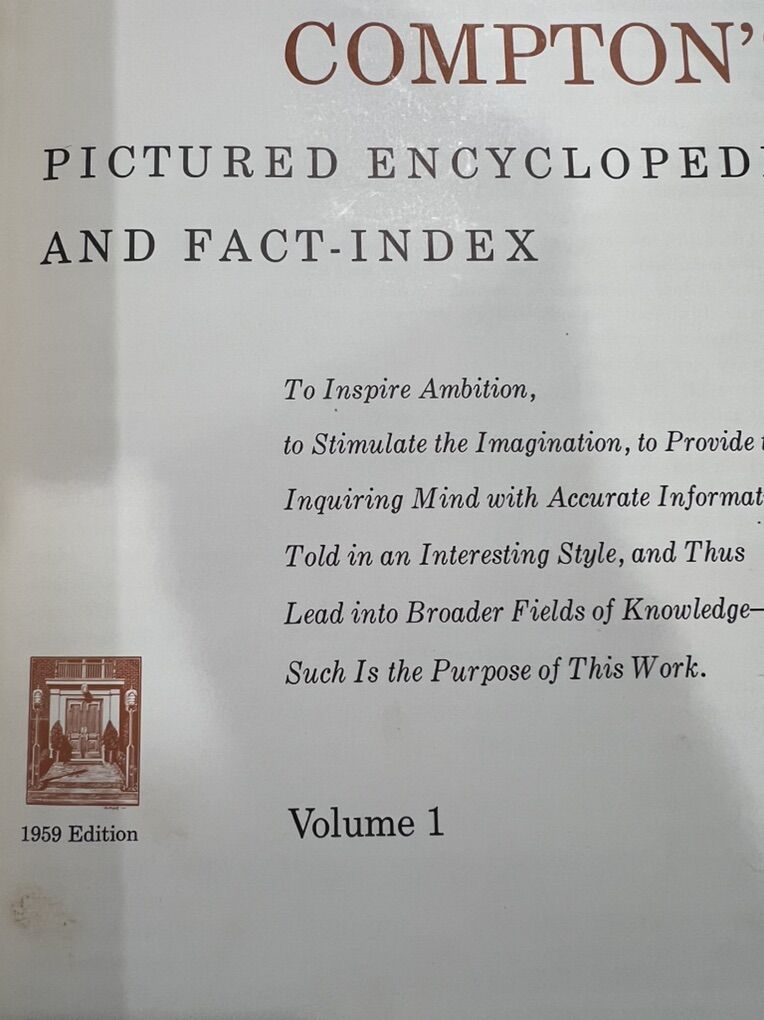 COMPTON'
PICTURED ENCYCLOPED
AND FACT-INDEX
To Inspire Ambition,
to Stimulate the Imagination, to Provide
Inquiring Mind with Accurate Informat
Told in an Interesting Style, and Thus
Lead into Broader Fields of Knowledge—
Such Is the Purpose of This Work.
1959 Edition
Volume 1